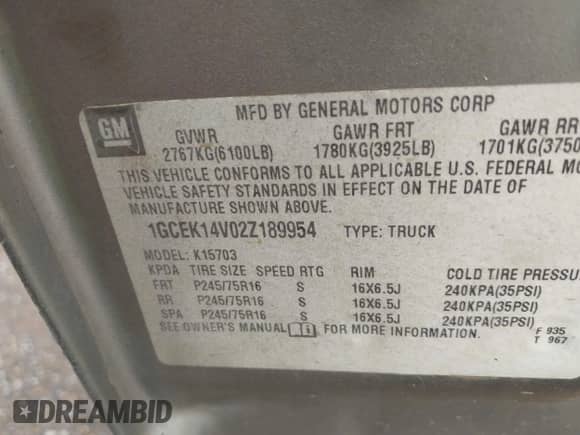 GM
MFD BY GENERAL MOTORS CORP
GVWR GAWR FRT GAWR RR
2767KG(6100LB) 1780KG(3925LB) 1701KG(3750
THIS VEHICLE CONFORMS TO ALL APPLICABLE U.S. FEDERAL MO
VEHICLE SAFETY STANDARDS IN EFFECT ON THE DATE OF
MANUFACTURE SHOWN ABOVE.
1GCEK14V02Z189954 TYPE: TRUCK
MODEL: K15703
KPDA TIRE SIZE SPEED RTG RIM COLD TIRE PRESSU
FRT P245/75R16 S 16X6.5J 240KPA(35PSI)
RR P245/75R16 S 16X6.5J 240KPA(35PSI)
SPA P245/75R16 S 16X6.5J 240KPA(35PSI)
SEE OWNER'S MANUAL FOR MORE INFORMATION.
F 935
T 967
DREAMBID